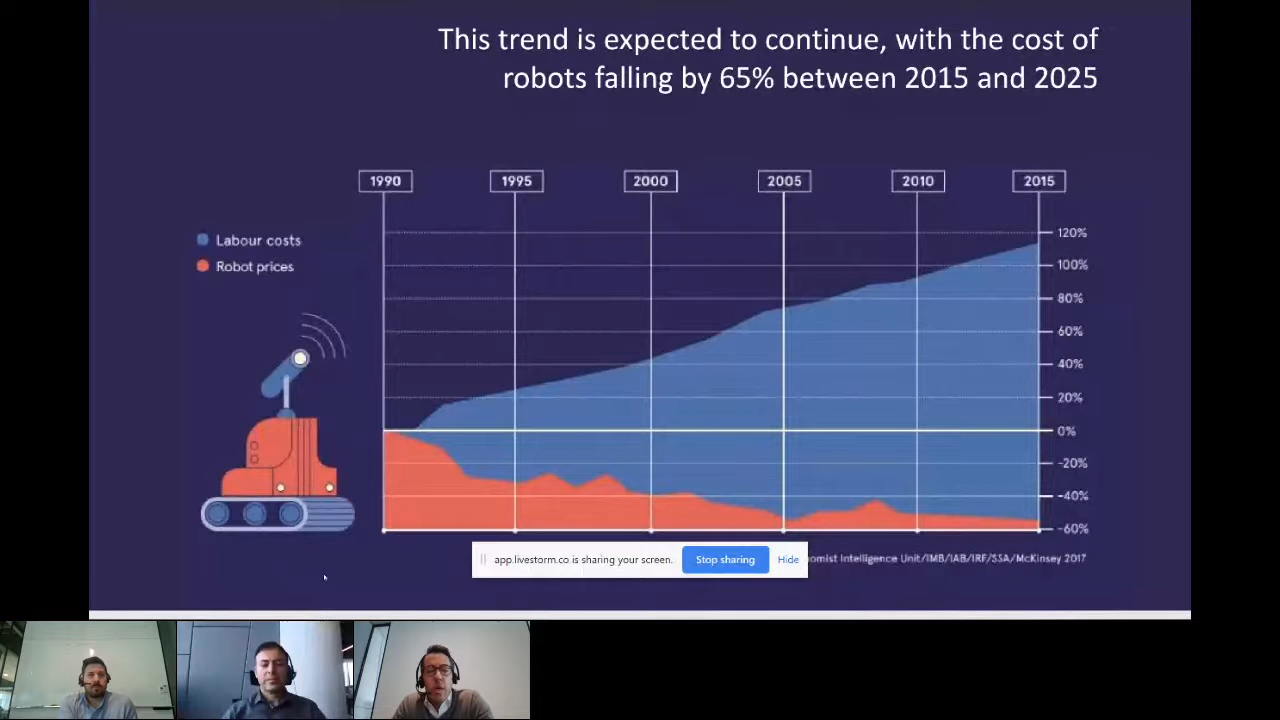 This trend is expected to continue, with the cost of
robots falling by 65% between 2015 and 2025
1990 1995 2000 2005 2010 2015
Labour costs
Robot prices
120%
100%
80%
60%
40%
20%
0%
-20%
-40%
-60%
app.livestorm.co is sharing your screen. Stop sharing Hide
Intelligence Unit/IMB/IAB/IRF/SSA/McKinsey 2017